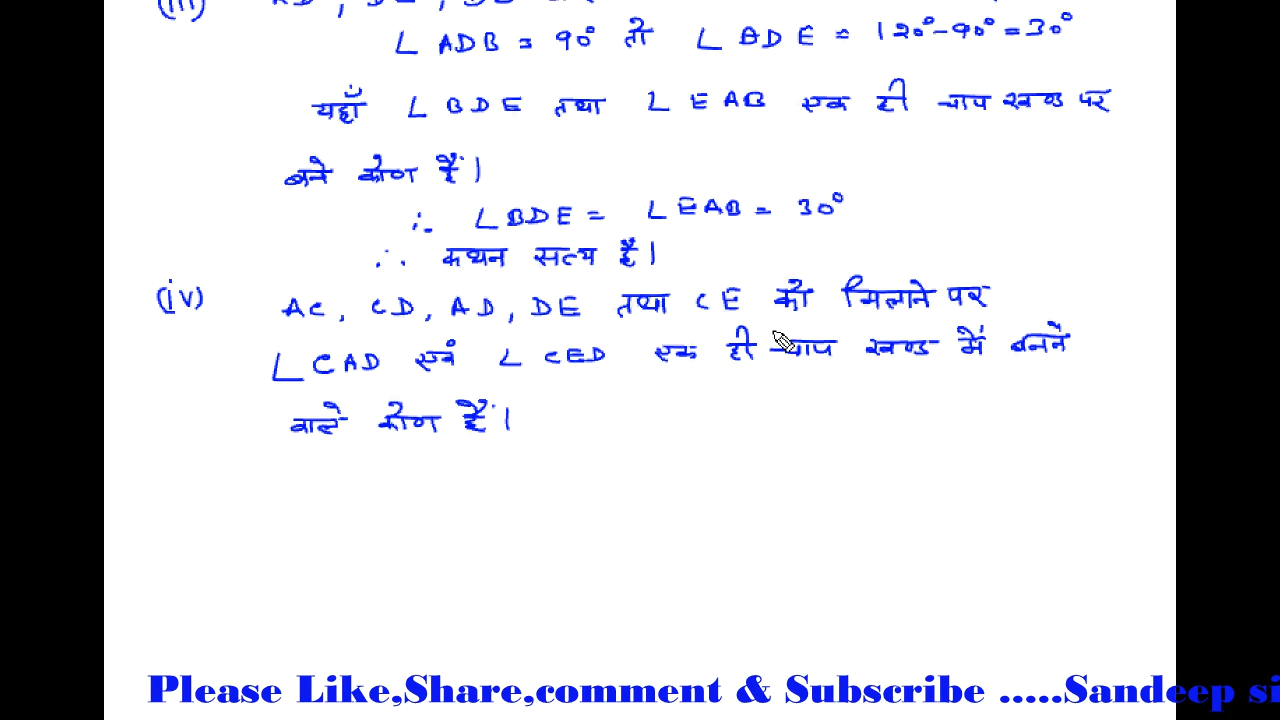 (iii)
∠ ADB = 90° तो ∠ BDE = 120° - 90° = 30°
यहाँ ∠ BDE तथा ∠ EAB एक ही चाप खण्ड पर
बने कोण हैं।
∴ ∠ BDE = ∠ EAB = 30°
∴ कथन सत्य है।
(iv) AC, CD, AD, DE तथा CE को मिलाने पर
∠ CAD एवं ∠ CED एक ही चाप खण्ड में बनने
वाले कोण हैं।
Please Like,Share,comment & Subscribe .....Sandeep si